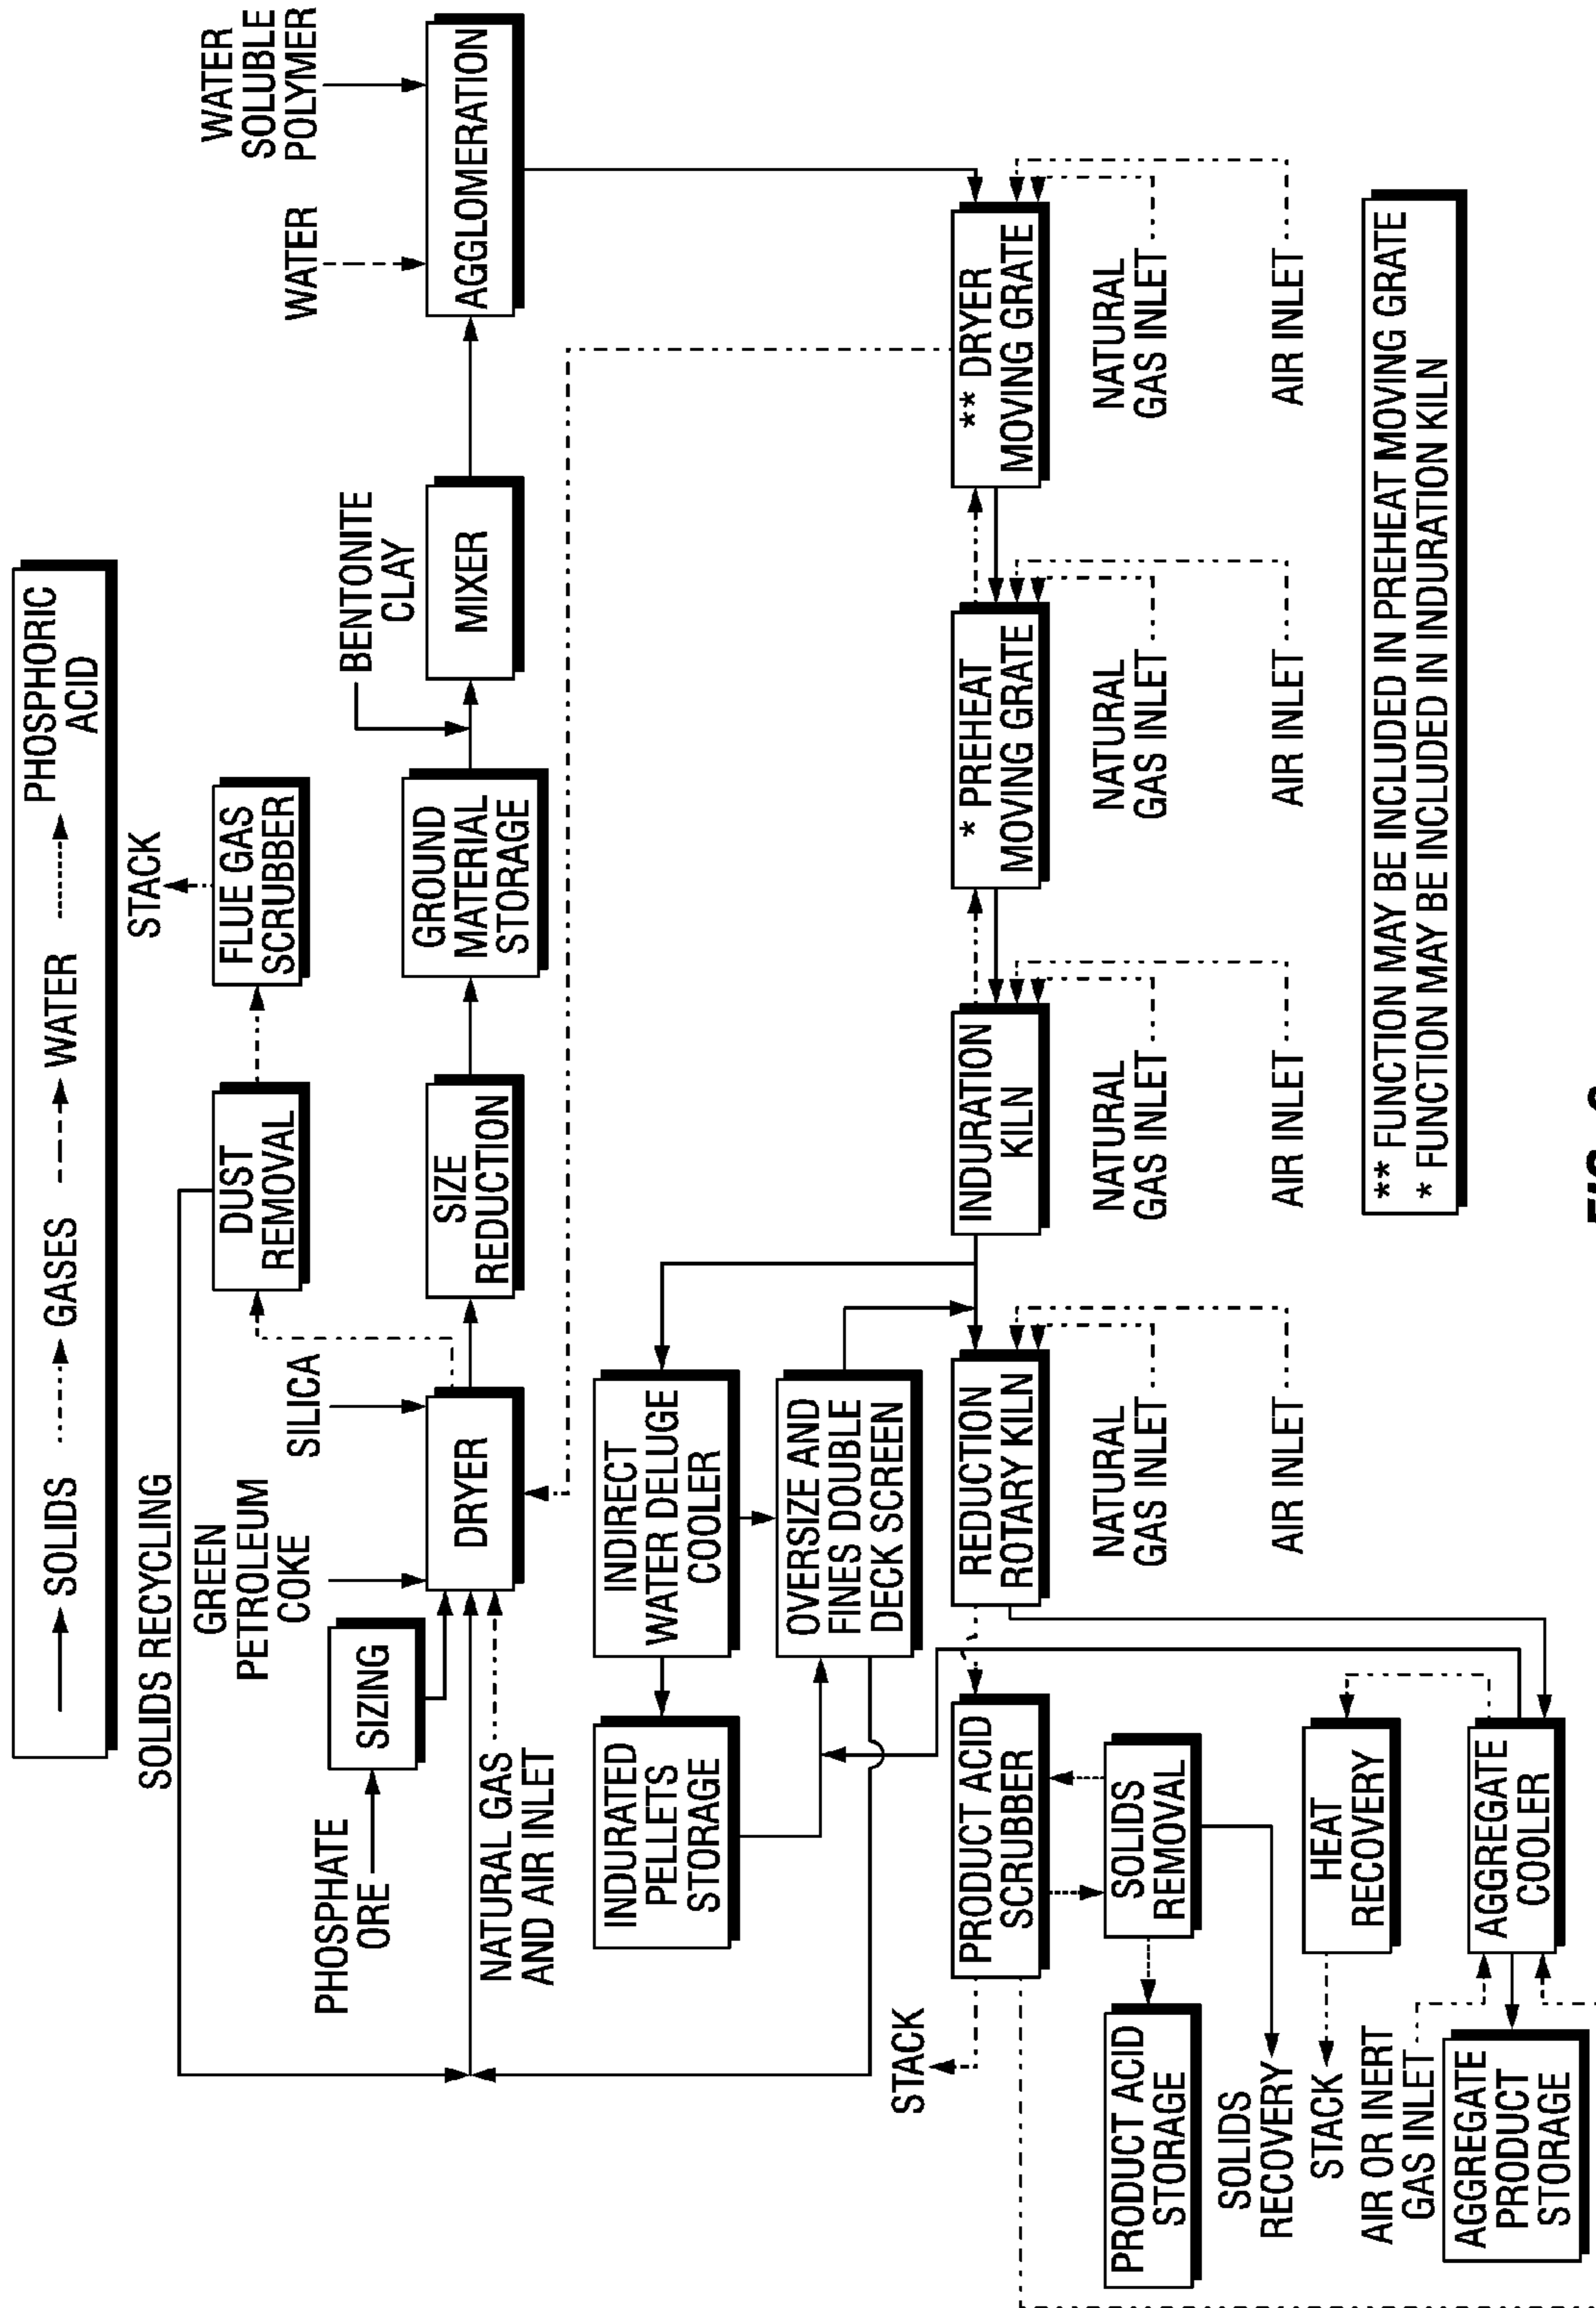 SOLIDS
GASES
WATER
PHOSPHORIC
ACID
SOLIDS RECYCLING
STACK
DUST
REMOVAL
FLUE GAS
SCRUBBER
GREEN
PETROLEUM
COKE
SILICA
WATER
WATER
SOLUBLE
POLYMER
PHOSPHATE
ORE
SIZING
BENTONITE
CLAY
DRYER
SIZE
REDUCTION
GROUND
MATERIAL
STORAGE
MIXER
AGGLOMERATION
NATURAL GAS
AND AIR INLET
INDURATED
PELLETS
STORAGE
INDIRECT
WATER DELUGE
COOLER
OVERSIZE AND
FINES DOUBLE
DECK SCREEN
STACK
PRODUCT ACID
SCRUBBER
REDUCTION
ROTARY KILN
INDURATION
KILN
* PREHEAT
MOVING GRATE
** DRYER
MOVING GRATE
PRODUCT ACID
STORAGE
SOLIDS
REMOVAL
NATURAL
GAS INLET
NATURAL
GAS INLET
NATURAL
GAS INLET
NATURAL
GAS INLET
SOLIDS
RECOVERY
AIR INLET
AIR INLET
AIR INLET
AIR INLET
STACK
HEAT
RECOVERY
AIR OR INERT
GAS INLET
AGGREGATE
PRODUCT
STORAGE
AGGREGATE
COOLER
** FUNCTION MAY BE INCLUDED IN PREHEAT MOVING GRATE
* FUNCTION MAY BE INCLUDED IN INDURATION KILN